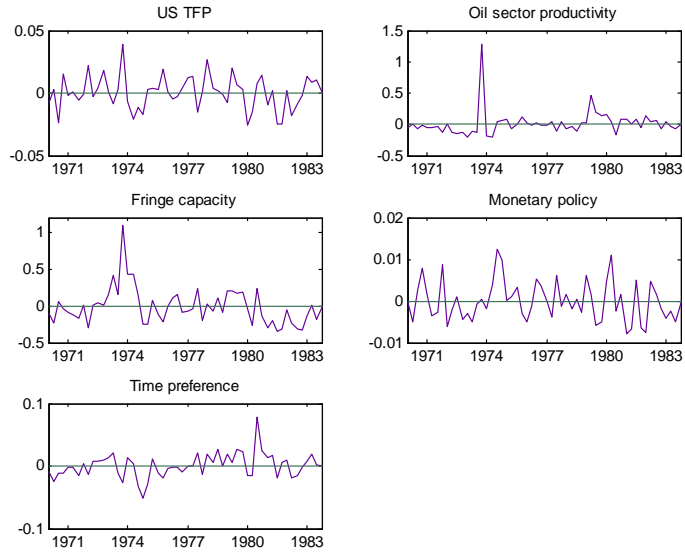 US TFP
0.05
0
-0.05
1971 1974 1977 1980 1983
Oil sector productivity
1.5
1
0.5
0
-0.5
1971 1974 1977 1980 1983
Fringe capacity
1
0.5
0
-0.5
1971 1974 1977 1980 1983
Monetary policy
0.02
0.01
0
-0.01
1971 1974 1977 1980 1983
Time preference
0.1
0
-0.1
1971 1974 1977 1980 1983